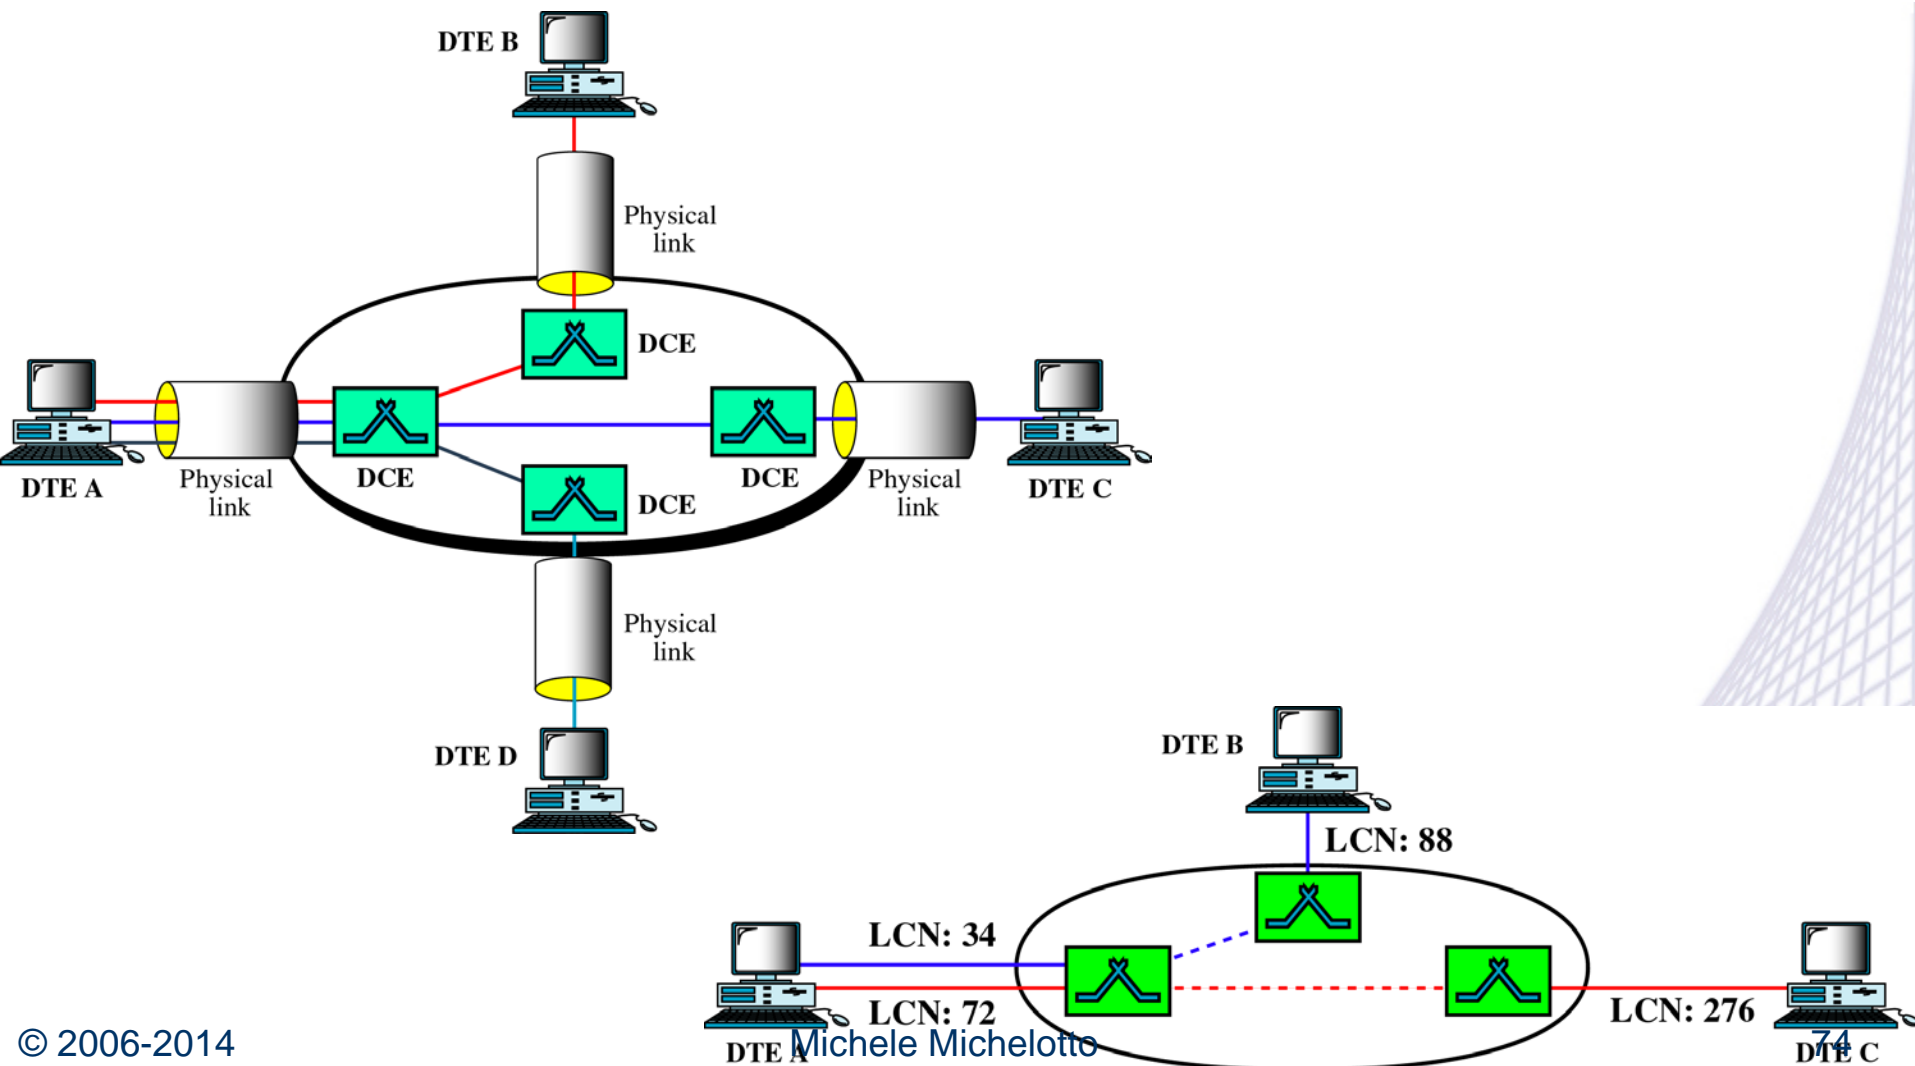 DTE B
Physical
link
DCE
DTE A
Physical
link
DCE
DCE
DCE
Physical
link
DTE C
Physical
link
DTE D
DTE B
LCN: 88
LCN: 34
LCN: 72
LCN: 276
DTE A
DTE C
© 2006-2014
Michele Michelotto
74